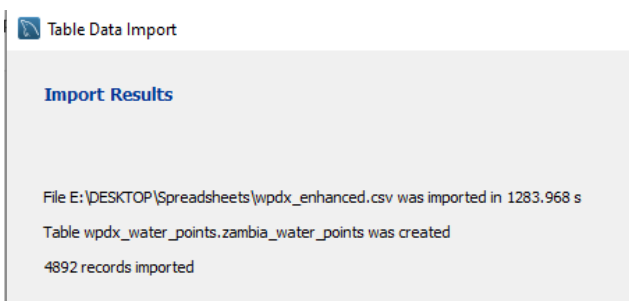 Table Data Import
Import Results
File E:\DESKTOP\Spreadsheets\wpdx_enhanced.csv was imported in 1283.968 s
Table wpdx_water_points.zambia_water_points was created
4892 records imported